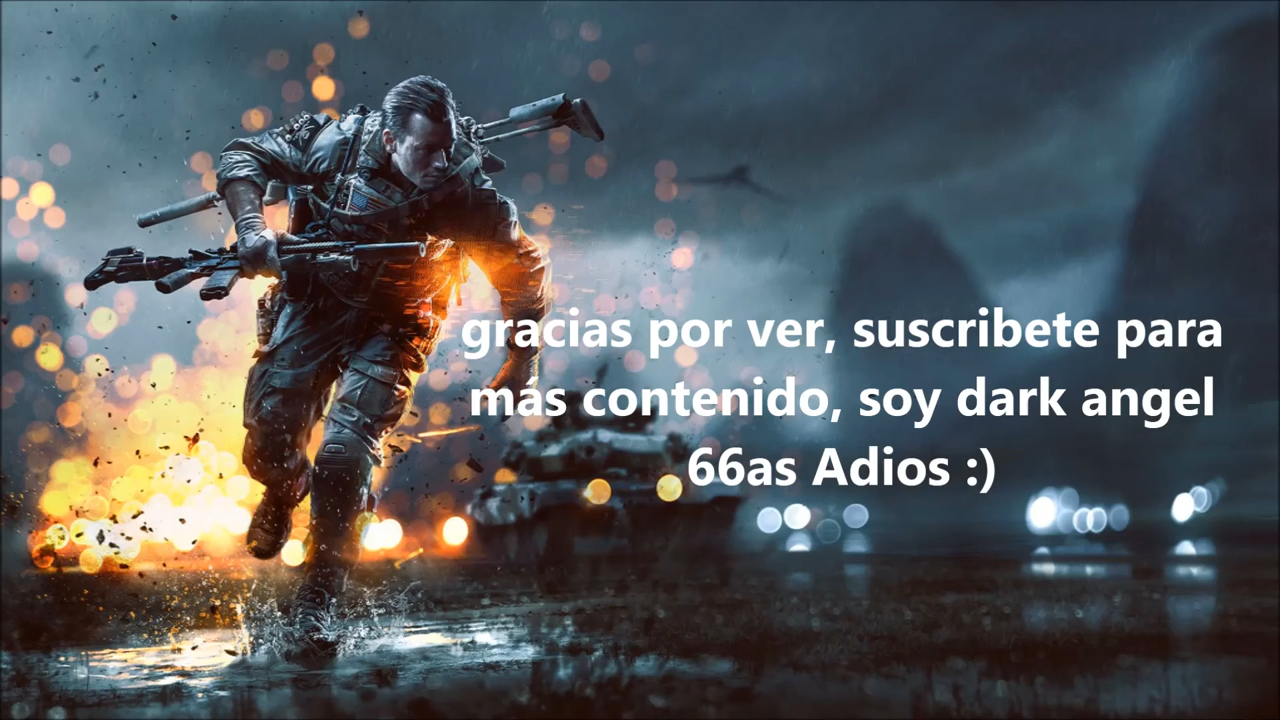 gracias por ver, suscribete para
más contenido, soy dark angel
66as Adios :)